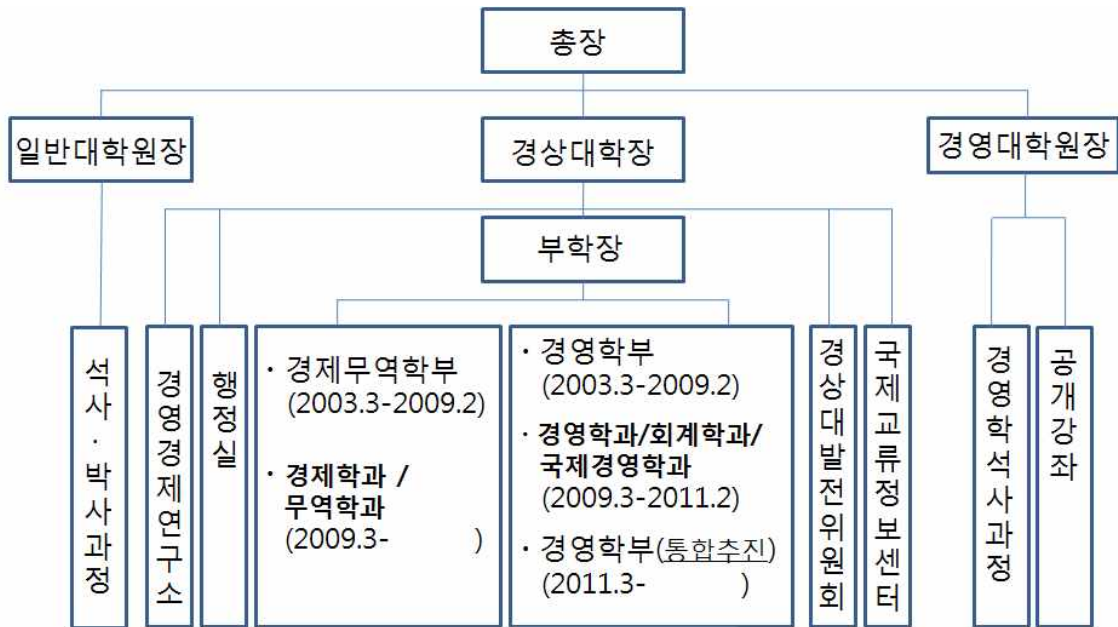 총장
일반대학원장
경상대학장
경영대학원장
부학장
석사·박사과정
경영경제연구소
행정실
· 경제무역학부
(2003.3-2009.2)
· 경제학과 /
무역학과
(2009.3- )
· 경영학부
(2003.3-2009.2)
· 경영학과/회계학과/
국제경영학과
(2009.3-2011.2)
· 경영학부(통합추진)
(2011.3- )
경상대발전위원회
국제교류정보센터
경영학석사과정
공개강좌